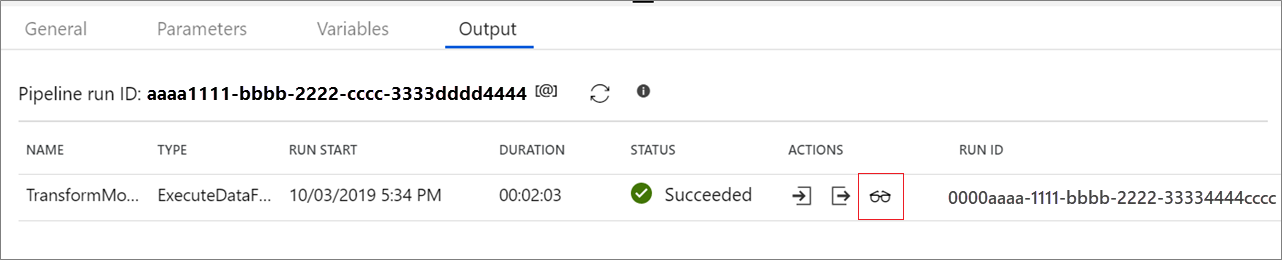 General Parameters Variables Output
Pipeline run ID: aaaa1111-bbbb-2222-cccc-3333dddd4444 [@]
NAME TYPE RUN START DURATION STATUS ACTIONS RUN ID
TransformMo... ExecuteDataF... 10/03/2019 5:34 PM 00:02:03 Succeeded 0000aaaa-1111-bbbb-2222-33334444cccc